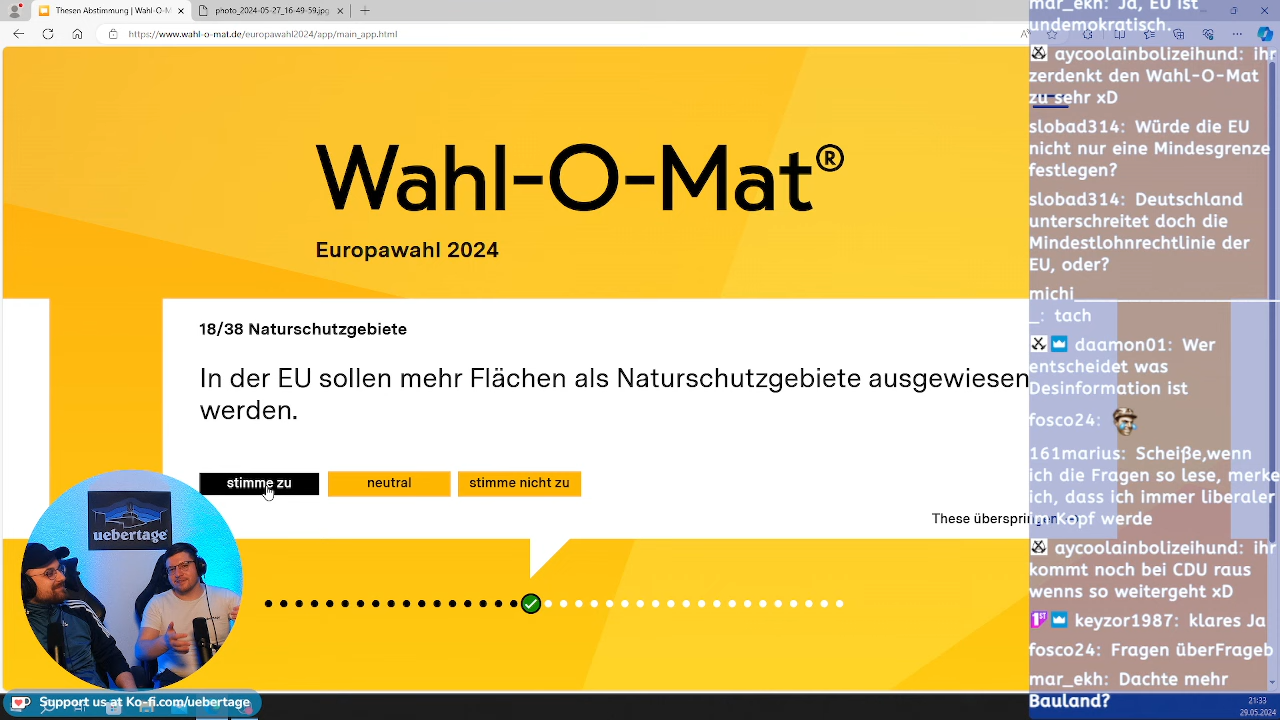 Thesen Abstimmung | Wahl-O-M
photo_2024-05-27_16-49-59.jpg
https://www.wahl-o-mat.de/europawahl2024/app/main_app.html
Wahl-O-Mat®
Europawahl 2024
18/38 Naturschutzgebiete
In der EU sollen mehr Flächen als Naturschutzgebiete ausgewiesen
werden.
stimme zu
neutral
stimme nicht zu
These überspringen
uebertage
Support us at Ko-fi.com/uebertage
mar_ekh: Ja, EU ist
undemokratisch.
aycoolainbolizeihund: ihr
zerdenkt den Wahl-O-Mat
zu sehr xD
slobad314: Würde die EU
nicht nur eine Mindesgrenze
festlegen?
slobad314: Deutschland
unterschreitet doch die
Mindestlohnrechtlinie der
EU, oder?
michi_
_: tach
daamon01: Wer
entscheidet was
Desinformation ist
fosco24:
161marius: Scheiße,wenn
ich die Fragen so lese, merke
ich, dass ich immer liberaler
im Kopf werde
aycoolainbolizeihund: ihr
kommt noch bei CDU raus
wenns so weitergeht xD
1ST
keyzor1987: klares Ja
fosco24: Fragen überFrageb
mar_ekh: Dachte mehr
Bauland?
21:33
29.05.2024